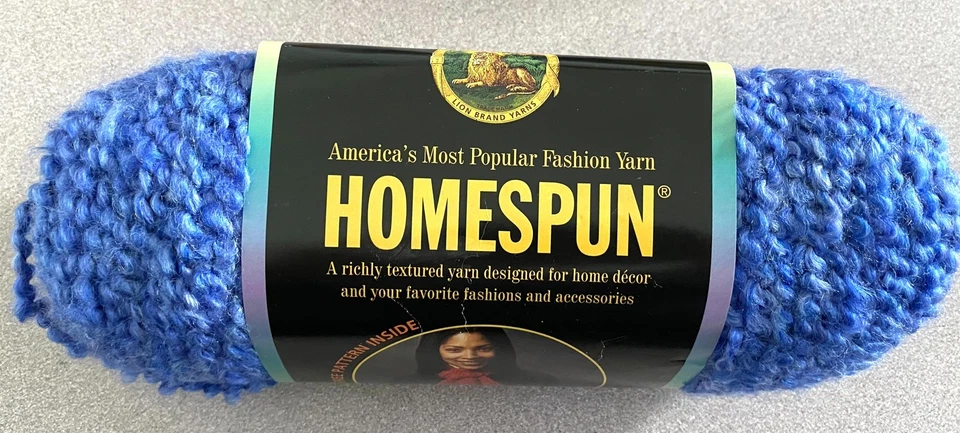 LION BRAND YARNS
America's Most Popular Fashion Yarn
HOMESPUN®
A richly textured yarn designed for home décor
and your favorite fashions and accessories
PATTERN INSIDE